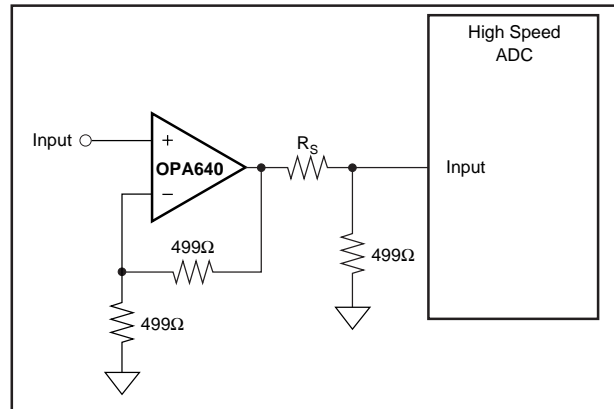 High Speed
ADC
Input
+
OPA640
−
R_S
Input
499Ω
499Ω
499Ω